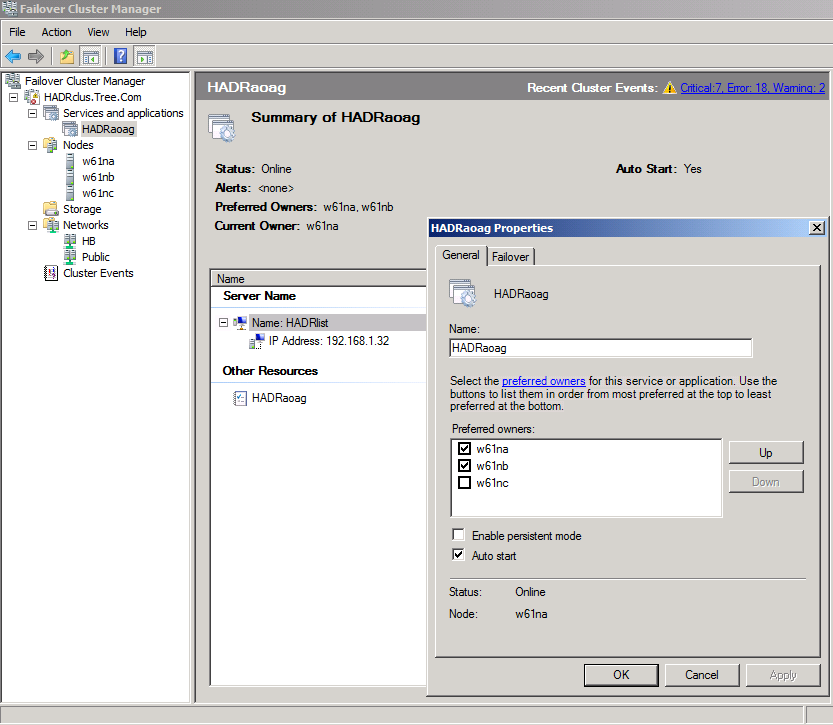 Failover Cluster Manager
File Action View Help
Failover Cluster Manager
HADRclus.Tree.Com
Services and applications
HADRaoag
Nodes
w61na
w61nb
w61nc
Storage
Networks
HB
Public
Cluster Events
HADRaoag
Recent Cluster Events: Critical:7, Error: 18, Warning: 2
Summary of HADRaoag
Status: Online
Auto Start: Yes
Alerts: <none>
Preferred Owners: w61na, w61nb
Current Owner: w61na
Name
Server Name
Name: HADRlist
IP Address: 192.168.1.32
Other Resources
HADRaoag
HADRaoag Properties
General Failover
HADRaoag
Name:
HADRaoag
Select the preferred owners for this service or application. Use the
buttons to list them in order from most preferred at the top to least
preferred at the bottom.
Preferred owners:
w61na
w61nb
w61nc
Up
Down
Enable persistent mode
Auto start
Status: Online
Node: w61na
OK Cancel Apply